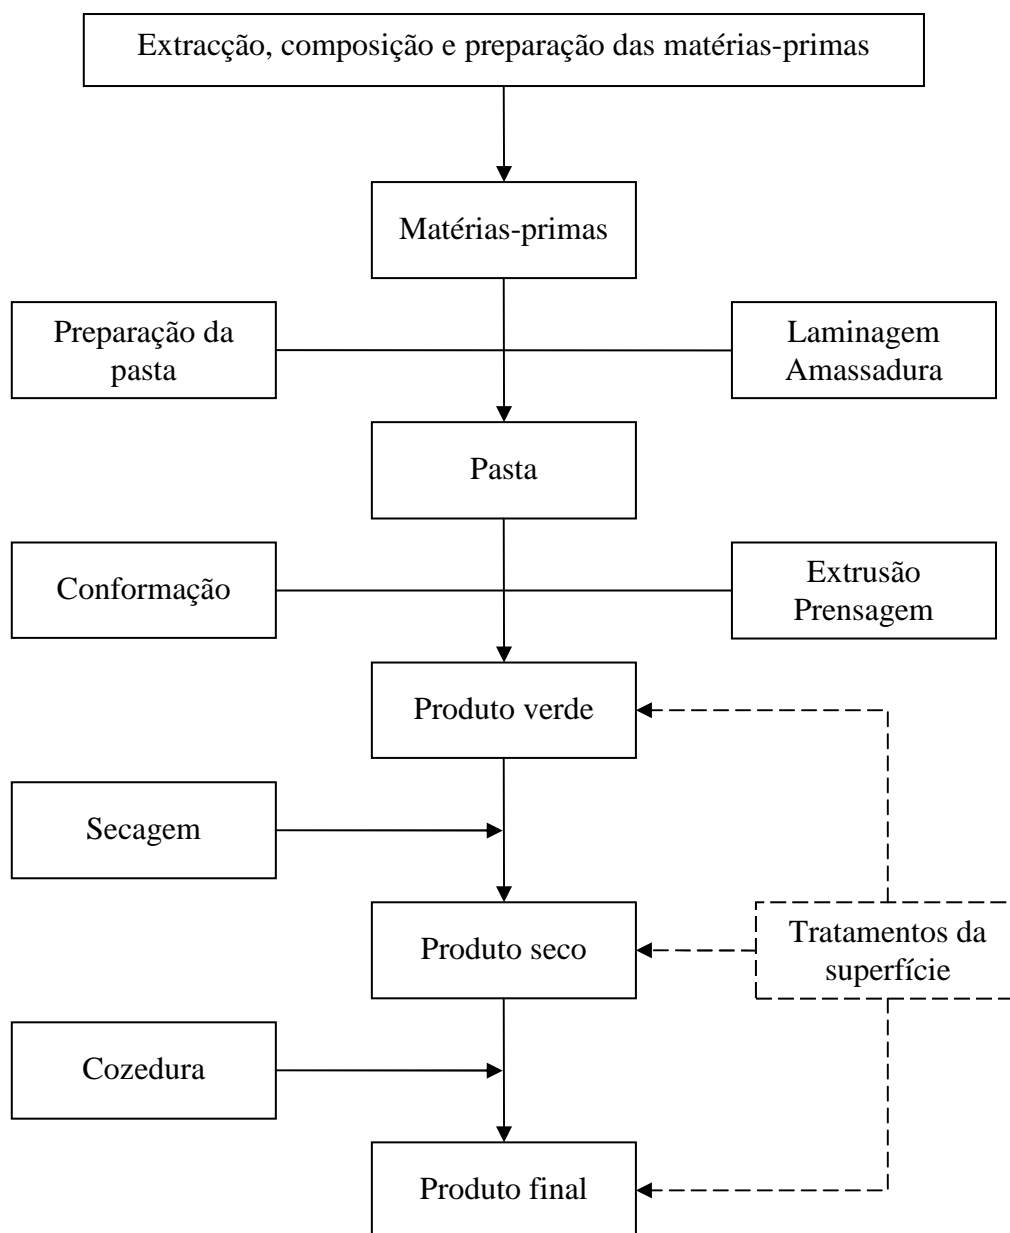 Extracção, composição e preparação das matérias-primas
Matérias-primas
Preparação da
pasta
Laminagem
Amassadura
Pasta
Conformação
Extrusão
Prensagem
Produto verde
Secagem
Produto seco
Tratamentos da
superfície
Cozedura
Produto final